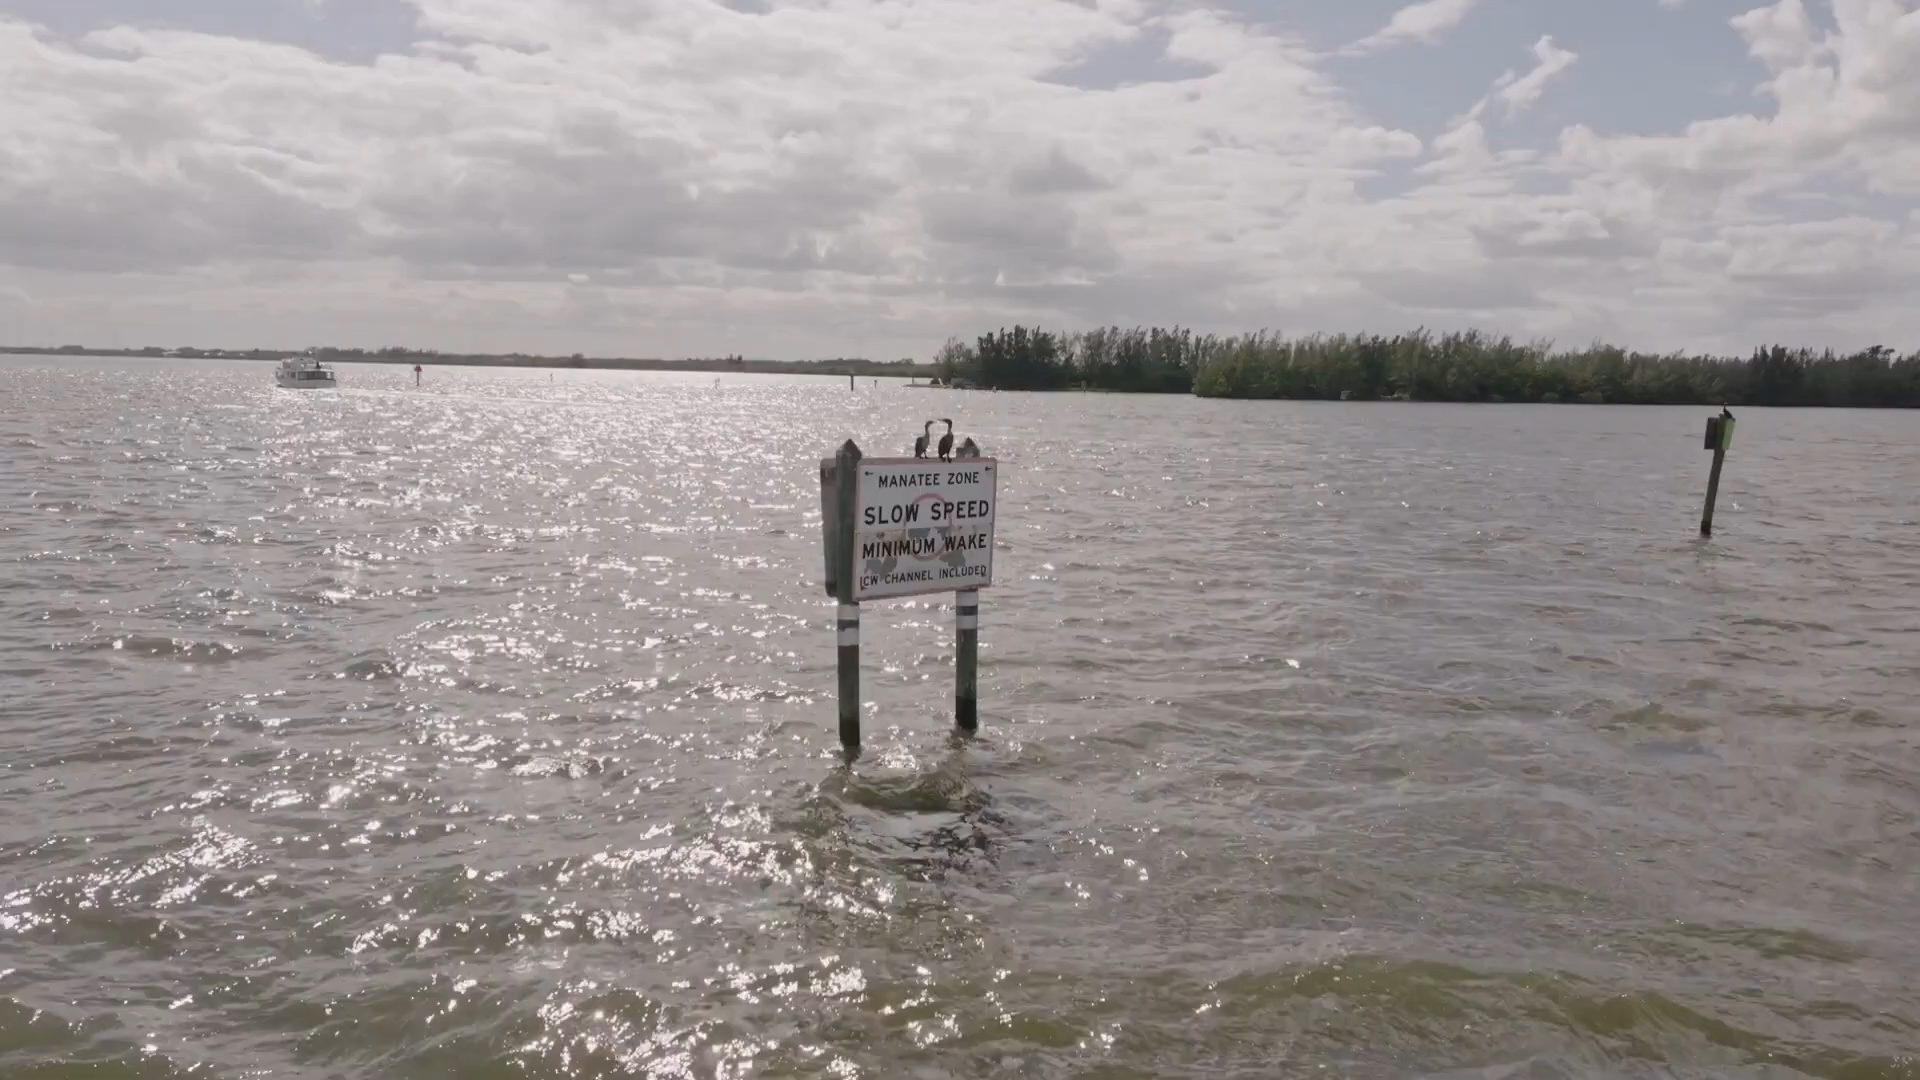 MANATEE ZONE
SLOW SPEED
MINIMUM WAKE
ICW CHANNEL INCLUDED